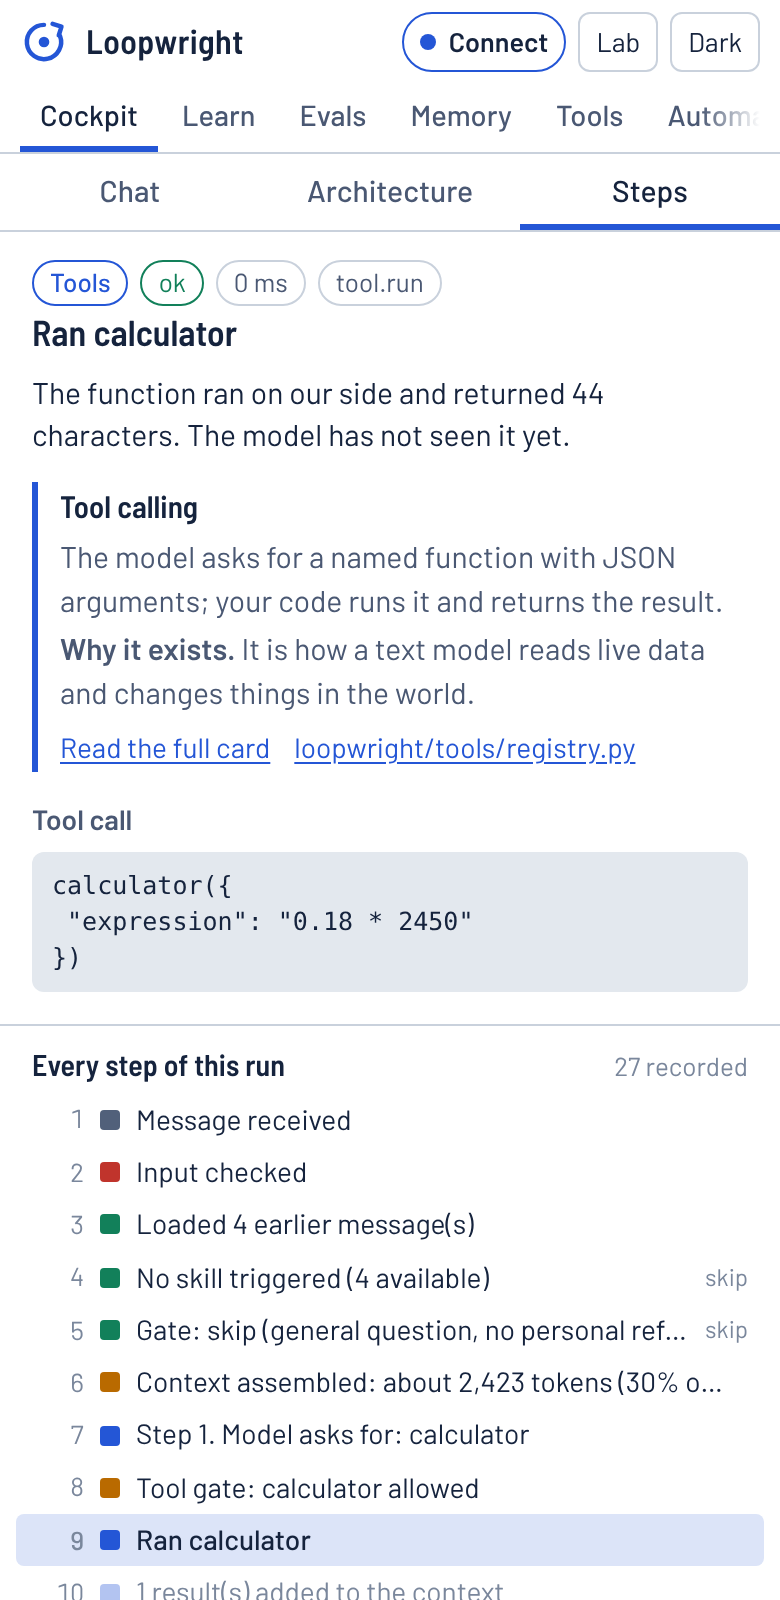 Loopwright
Connect
Lab
Dark
Cockpit
Learn
Evals
Memory
Tools
Autom
Chat
Architecture
Steps
Tools
ok
0 ms
tool.run
Ran calculator
The function ran on our side and returned 44
characters. The model has not seen it yet.
Tool calling
The model asks for a named function with JSON
arguments; your code runs it and returns the result.
Why it exists. It is how a text model reads live data
and changes things in the world.
Read the full card
loopwright/tools/registry.py
Tool call
calculator({
"expression": "0.18 * 2450"
})
Every step of this run
27 recorded
1 Message received
2 Input checked
3 Loaded 4 earlier message(s)
4 No skill triggered (4 available) skip
5 Gate: skip (general question, no personal ref... skip
6 Context assembled: about 2,423 tokens (30% o...
7 Step 1. Model asks for: calculator
8 Tool gate: calculator allowed
9 Ran calculator
10 1 result(s) added to the context